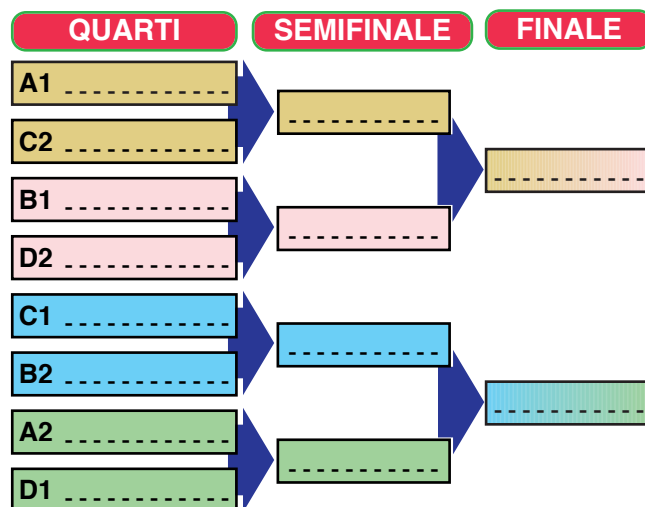 QUARTI SEMIFINALE FINALE
A1 _ _ _ _ _ _ _ _ _ _ _ _
C2 _ _ _ _ _ _ _ _ _ _ _ _
B1 _ _ _ _ _ _ _ _ _ _ _ _
D2 _ _ _ _ _ _ _ _ _ _ _ _
C1 _ _ _ _ _ _ _ _ _ _ _ _
B2 _ _ _ _ _ _ _ _ _ _ _ _
A2 _ _ _ _ _ _ _ _ _ _ _ _
D1 _ _ _ _ _ _ _ _ _ _ _ _